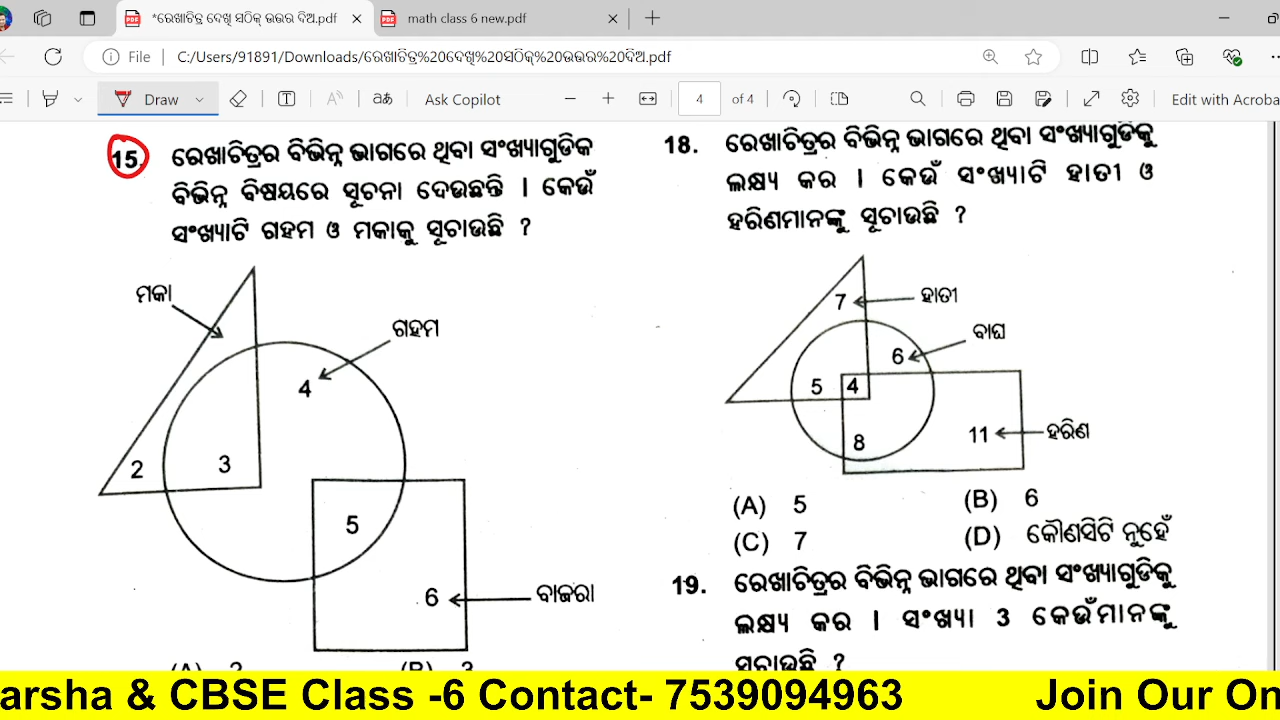 *ରେଖାଚିତ୍ର ଦେଖି ସଠିକ୍ ଉତ୍ତର ଦିଅ.pdf
math class 6 new.pdf
File
C:/Users/91891/Downloads/ରେଖାଚିତ୍ର%20ଦେଖି%20ସଠିକ୍%20ଉତ୍ତର%20ଦିଅ.pdf
Draw
Ask Copilot
4
of 4
Edit with Acroba
15.
ରେଖାଚିତ୍ରର ବିଭିନ୍ନ ଭାଗରେ ଥିବା ସଂଖ୍ୟାଗୁଡିକ
ବିଭିନ୍ନ ବିଷୟରେ ସୂଚନା ଦେଉଛନ୍ତି । କେଉଁ
ସଂଖ୍ୟାଟି ଗହମ ଓ ମକାକୁ ସୂଚାଉଛି ?
ମକା
ଗହମ
4
2
3
5
6
ବାଜରା
18.
ରେଖାଚିତ୍ରର ବିଭିନ୍ନ ଭାଗରେ ଥିବା ସଂଖ୍ୟାଗୁଡିକୁ
ଲକ୍ଷ୍ୟ କର । କେଉଁ ସଂଖ୍ୟାଟି ହାତୀ ଓ
ହରିଣମାନଙ୍କୁ ସୂଚାଉଛି ?
7
ହାତୀ
ବାଘ
6
5
4
8
11
ହରିଣ
(A) 5
(B) 6
(C) 7
(D) କୌଣସିଟି ନୁହେଁ
19.
ରେଖାଚିତ୍ରର ବିଭିନ୍ନ ଭାଗରେ ଥିବା ସଂଖ୍ୟାଗୁଡିକୁ
ଲକ୍ଷ୍ୟ କର । ସଂଖ୍ୟା 3 କେଉଁମାନଙ୍କୁ
ସୂଚାଉଛି ?
arsha & CBSE Class -6 Contact- 7539094963
Join Our On